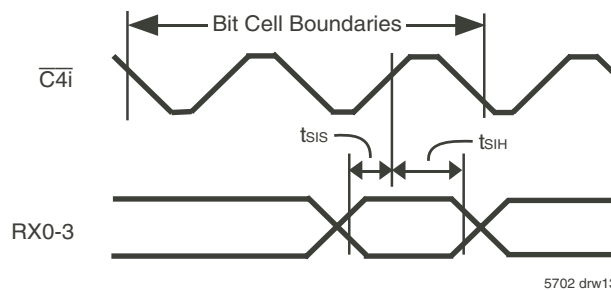 Bit Cell Boundaries
C4i
tSIS
tSIH
RX0-3
5702 drw13